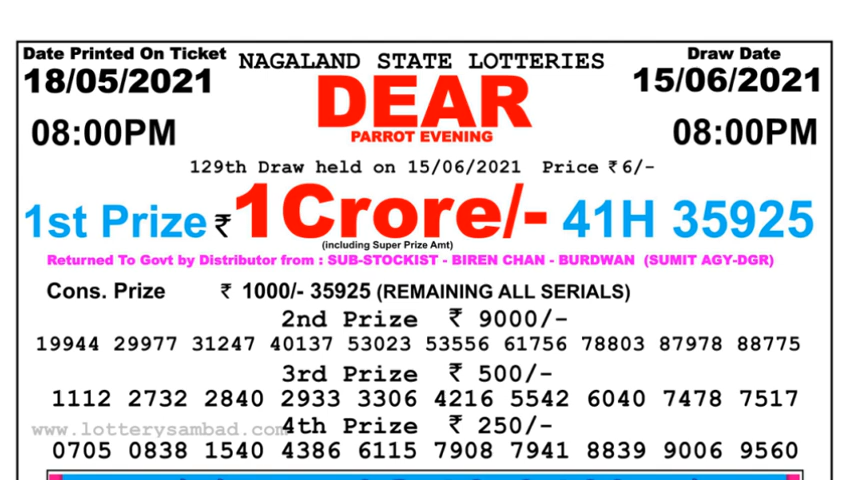 Date Printed On Ticket NAGALAND STATE LOTTERIES Draw Date
18/05/2021 DEAR 15/06/2021
08:00PM PARROT EVENING 08:00PM
129th Draw held on 15/06/2021 Price ₹6/-
1st Prize ₹1Crore/- 41H 35925
(including Super Prize Amt)
Returned To Govt by Distributor from : SUB-STOCKIST - BIREN CHAN - BURDWAN (SUMIT AGY-DGR)
Cons. Prize ₹ 1000/- 35925 (REMAINING ALL SERIALS)
2nd Prize ₹ 9000/-
19944 29977 31247 40137 53023 53556 61756 78803 87978 88775
3rd Prize ₹ 500/-
1112 2732 2840 2933 3306 4216 5542 6040 7478 7517
www.lotterysambad.com 4th Prize ₹ 250/-
0705 0838 1540 4386 6115 7908 7941 8839 9006 9560